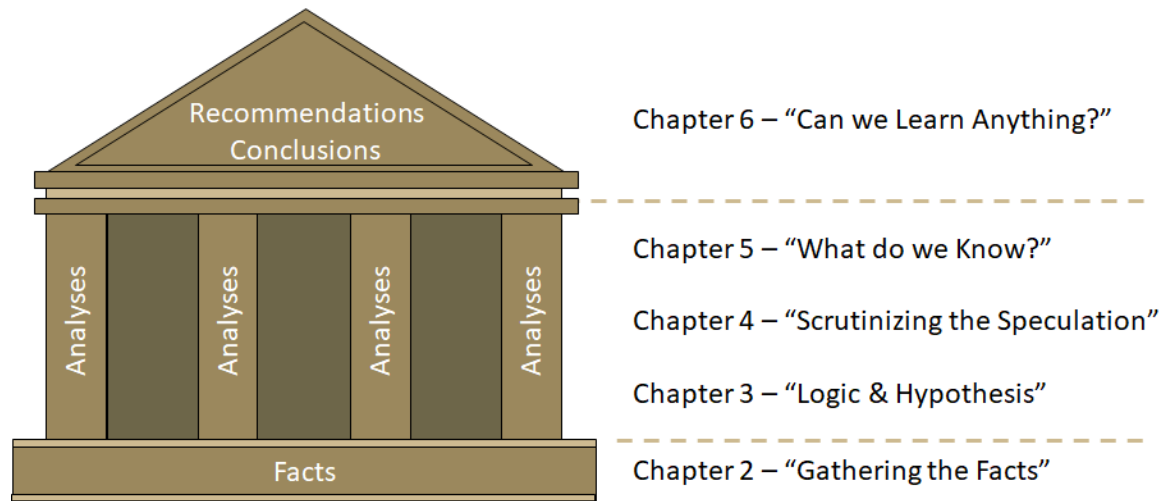 Recommendations
Conclusions
Chapter 6 – “Can we Learn Anything?”
Analyses
Analyses
Analyses
Analyses
Chapter 5 – “What do we Know?”
Chapter 4 – “Scrutinizing the Speculation”
Chapter 3 – “Logic & Hypothesis”
Facts
Chapter 2 – “Gathering the Facts”